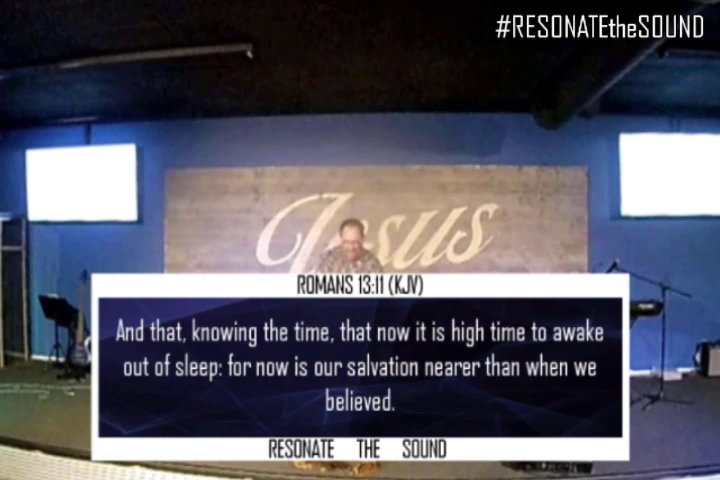 #RESONATEtheSOUND
Jesus
ROMANS 13:11 (KJV)
And that, knowing the time, that now it is high time to awake
out of sleep: for now is our salvation nearer than when we
believed.
RESONATE THE SOUND